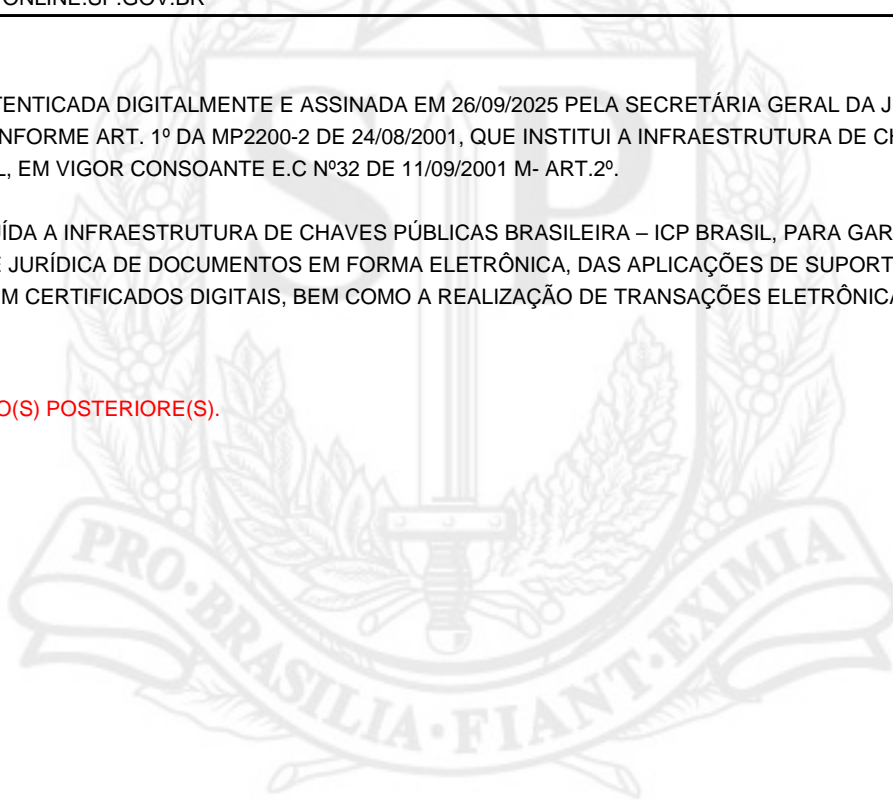 ONLINE.SP.GOV.BR
TENTICADA DIGITALMENTE E ASSINADA EM 26/09/2025 PELA SECRETÁRIA GERAL DA J
NFORME ART. 1º DA MP2200-2 DE 24/08/2001, QUE INSTITUI A INFRAESTRUTURA DE CH
L, EM VIGOR CONSOANTE E.C Nº32 DE 11/09/2001 M- ART.2º.
UÍDA A INFRAESTRUTURA DE CHAVES PÚBLICAS BRASILEIRA – ICP BRASIL, PARA GAR
E JURÍDICA DE DOCUMENTOS EM FORMA ELETRÔNICA, DAS APLICAÇÕES DE SUPORT
M CERTIFICADOS DIGITAIS, BEM COMO A REALIZAÇÃO DE TRANSAÇÕES ELETRÔNICA
O(S) POSTERIORE(S).
SP
PRO·BRASILIA·FIANT·EXIMIA